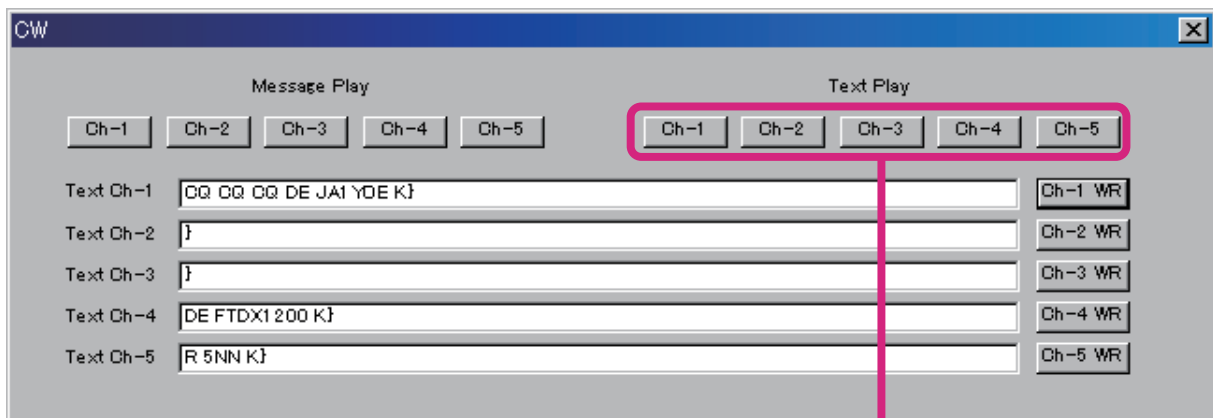 CW
Message Play Text Play
Ch-1 Ch-2 Ch-3 Ch-4 Ch-5 Ch-1 Ch-2 Ch-3 Ch-4 Ch-5
Text Ch-1 CQ CQ CQ DE JA1YOE K} Ch-1 WR
Text Ch-2 } Ch-2 WR
Text Ch-3 } Ch-3 WR
Text Ch-4 DE FTDX1200 K} Ch-4 WR
Text Ch-5 R 5NN K} Ch-5 WR